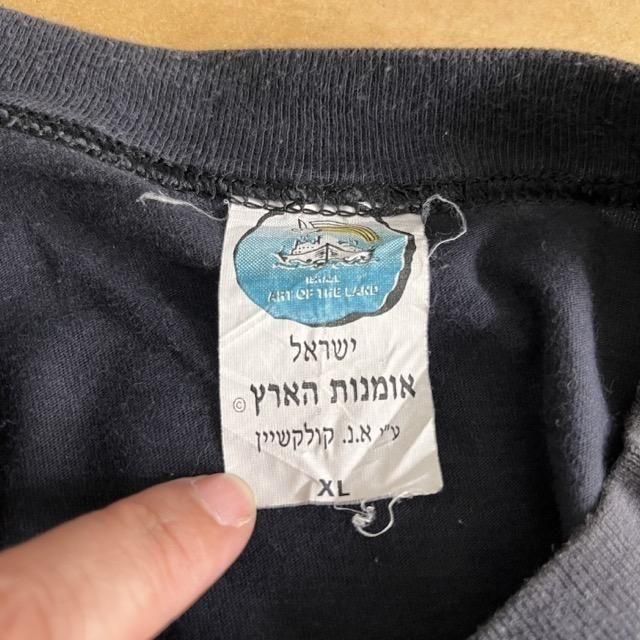 ISRAEL
ART OF THE LAND
ישראל
אומנות הארץ ©
ע״י א.נ. קולקשיין
XL